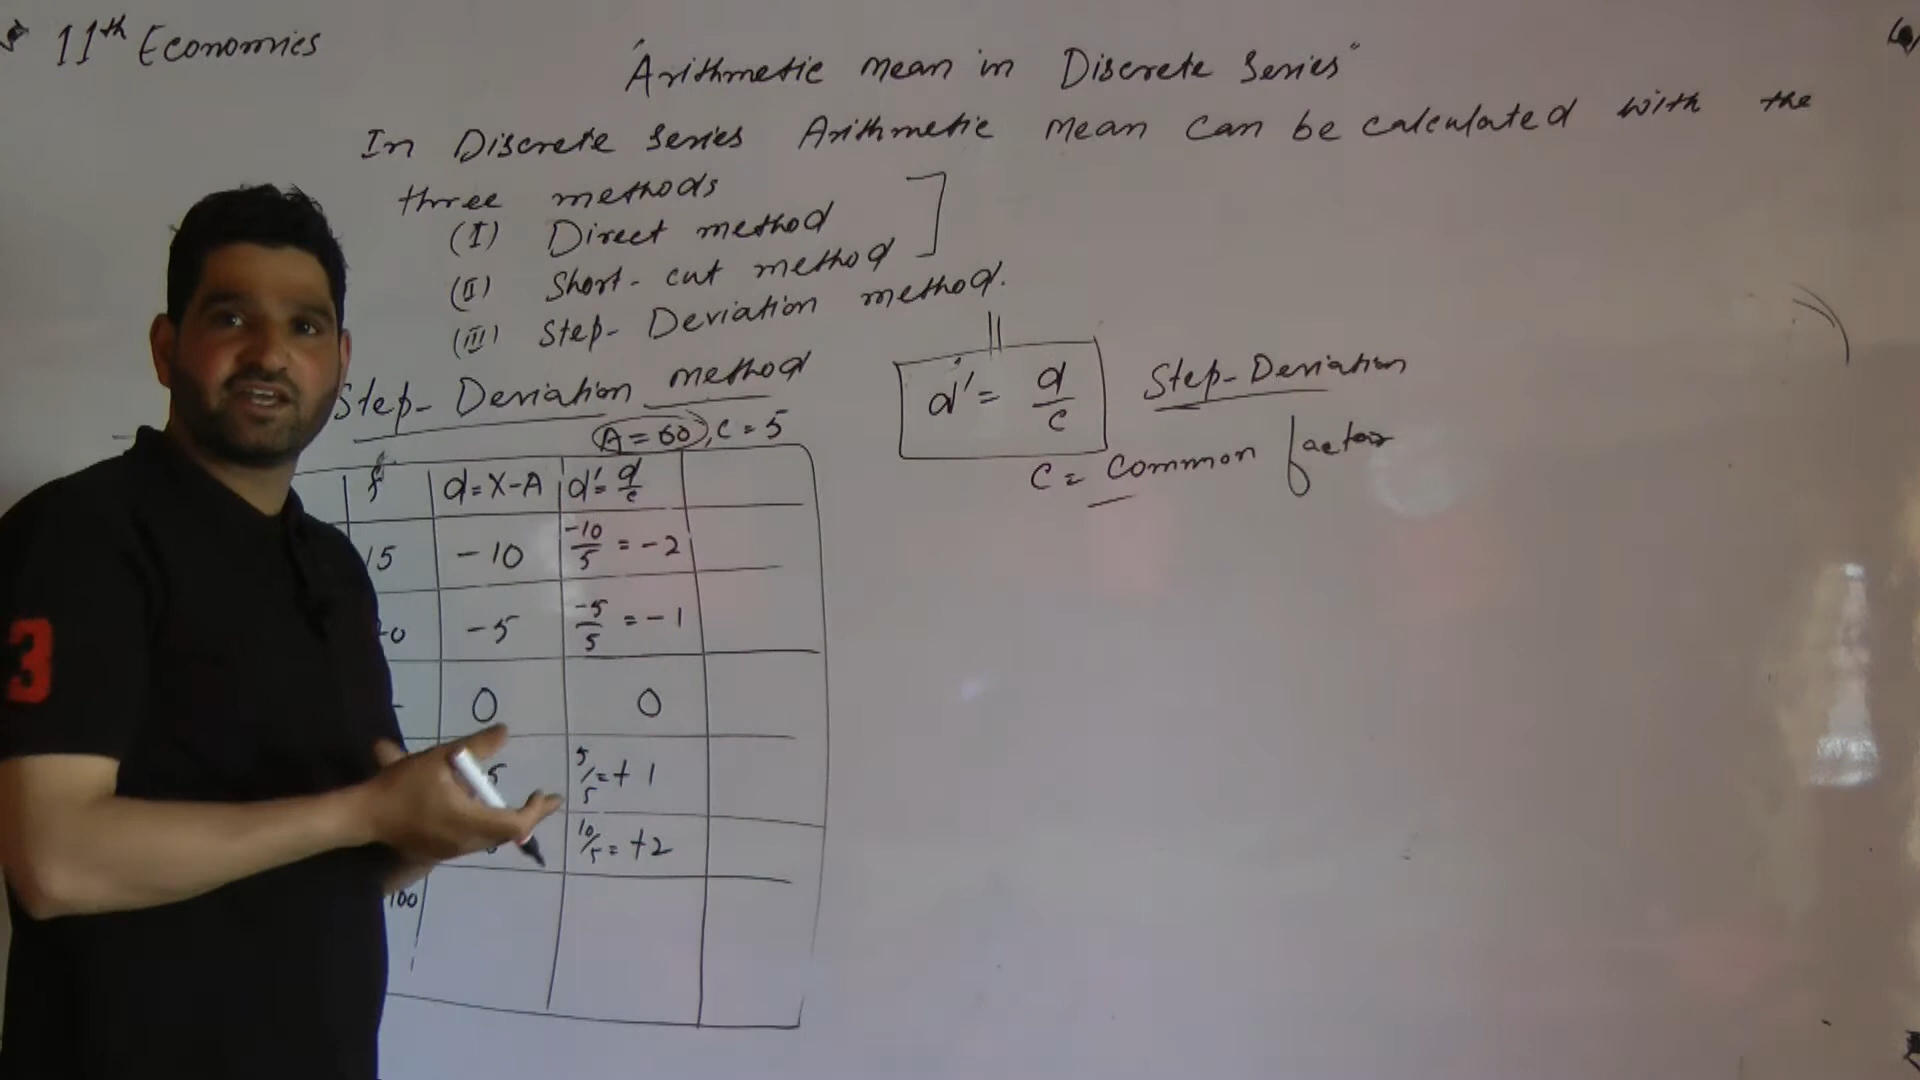 11th Economics
"Arithmetic mean in Discrete Series"
In Discrete Series Arithmetic Mean Can be calculated with the
three methods
(I) Direct method
(II) Short-cut method
(III) Step-Deviation method.
Step-Deviation method
A=60, C=5
f d=X-A d'=d/c
15 -10 -10/5 = -2
-5 -5/5 = -1
0 0
5 5/5=+1
10/5=+2
100
d' = d/c Step-Deviation
C = Common factor
3